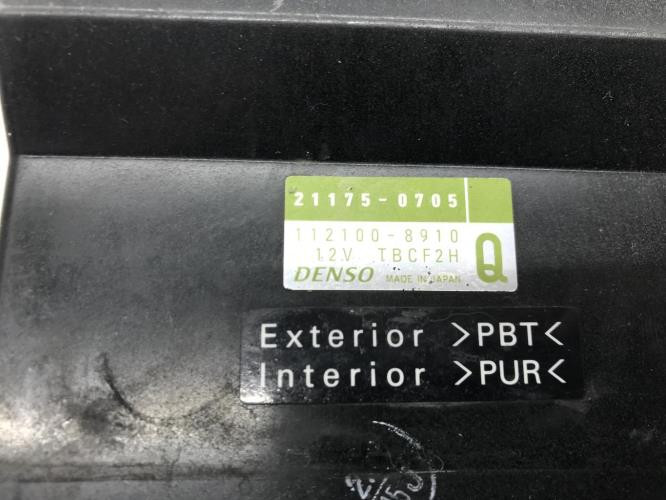 21175-0705
112100-8910
12V TBCF2H
DENSO MADE IN JAPAN
Q
Exterior >PBT<
Interior >PUR<